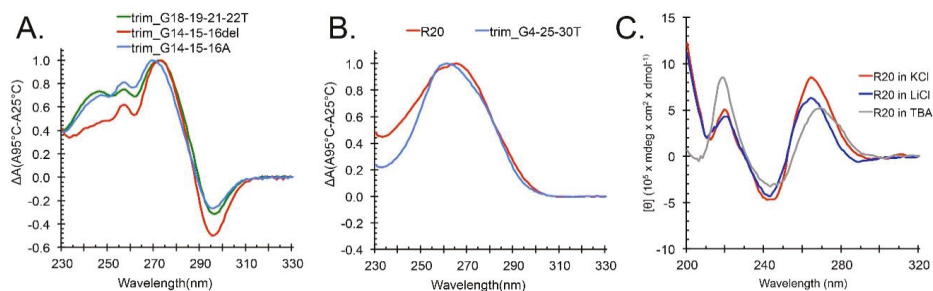 A.
trim_G18-19-21-22T
trim_G14-15-16del
trim_G14-15-16A
ΔA(A95°C-A25°C)
1.0
0.8
0.6
0.4
0.2
0.0
-0.2
-0.4
-0.6
230 250 270 290 310 330
Wavelength(nm)
B.
R20 trim_G4-25-30T
ΔA(A95°C-A25°C)
1.0
0.8
0.6
0.4
0.2
0.0
-0.2
-0.4
230 250 270 290 310 330
Wavelength(nm)
C.
R20 in KCl
R20 in LiCl
R20 in TBA
[θ] (10⁵ x mdeg x cm² x dmol⁻¹)
15
10
5
0
-5
-10
200 240 280 320
Wavelength (nm)